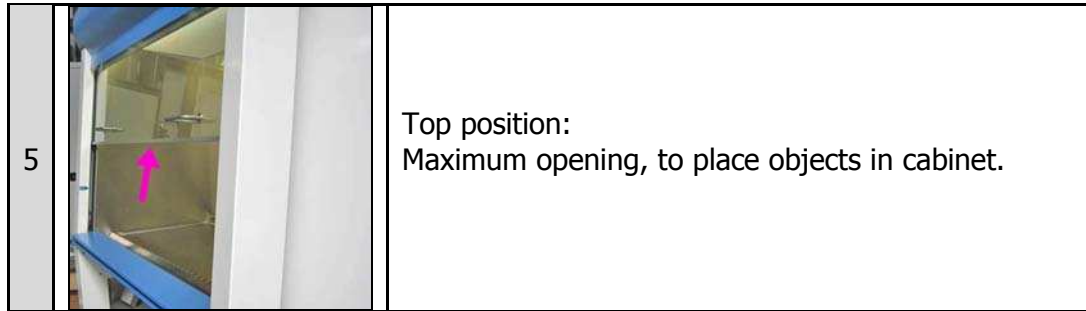 5
Top position:
Maximum opening, to place objects in cabinet.